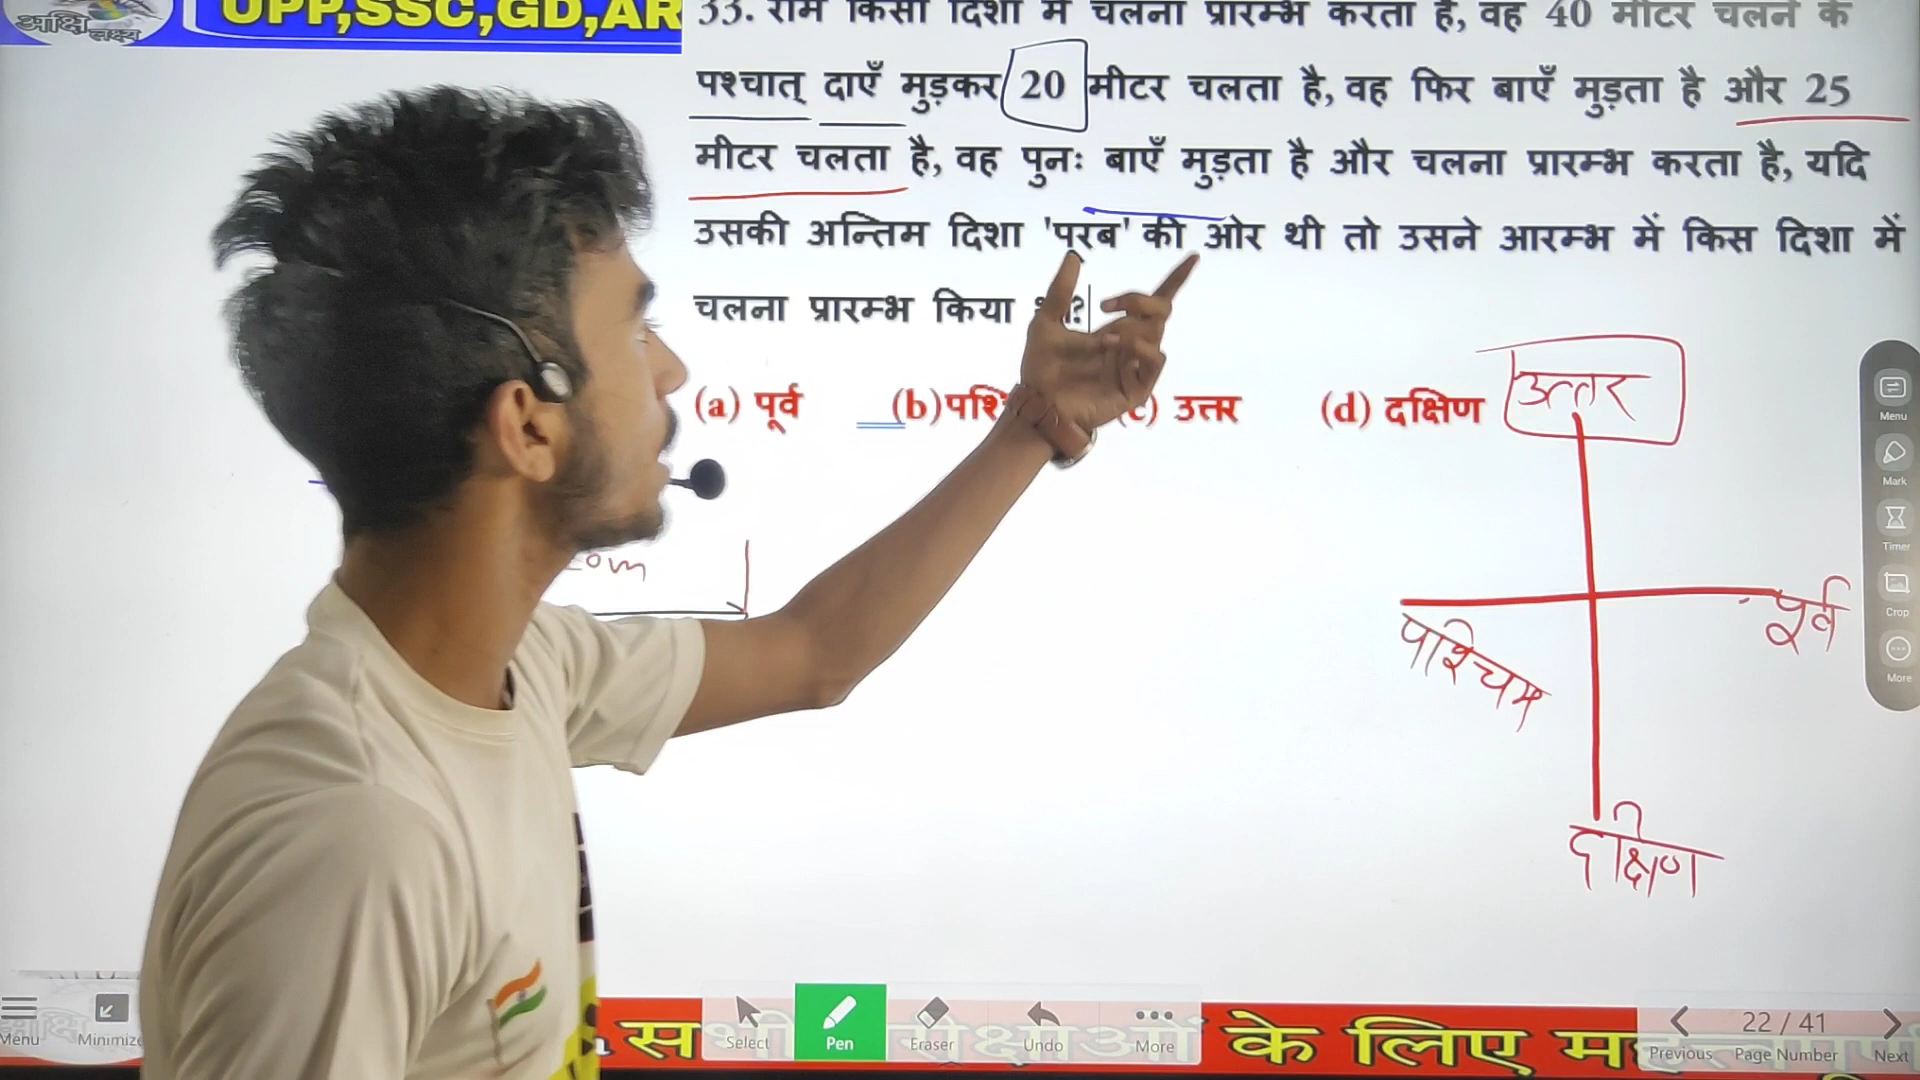 अक्षि लक्ष्य
UPP,SSC,GD,AR
33. राम किसी दिशा में चलना प्रारम्भ करता है, वह 40 मीटर चलने के
पश्चात् दाएँ मुड़कर 20 मीटर चलता है, वह फिर बाएँ मुड़ता है और 25
मीटर चलता है, वह पुनः बाएँ मुड़ता है और चलना प्रारम्भ करता है, यदि
उसकी अन्तिम दिशा 'पूरब' की ओर थी तो उसने आरम्भ में किस दिशा में
चलना प्रारम्भ किया ?
(a) पूर्व (b) (c) उत्तर (d) दक्षिण
उत्तर
पूर्व
पश्चिम
दक्षिण
Menu
Mark
Timer
Crop
More
Menu
Minimize
Select
Pen
Eraser
Undo
More
22 / 41
Previous Page Number Next
के लिए